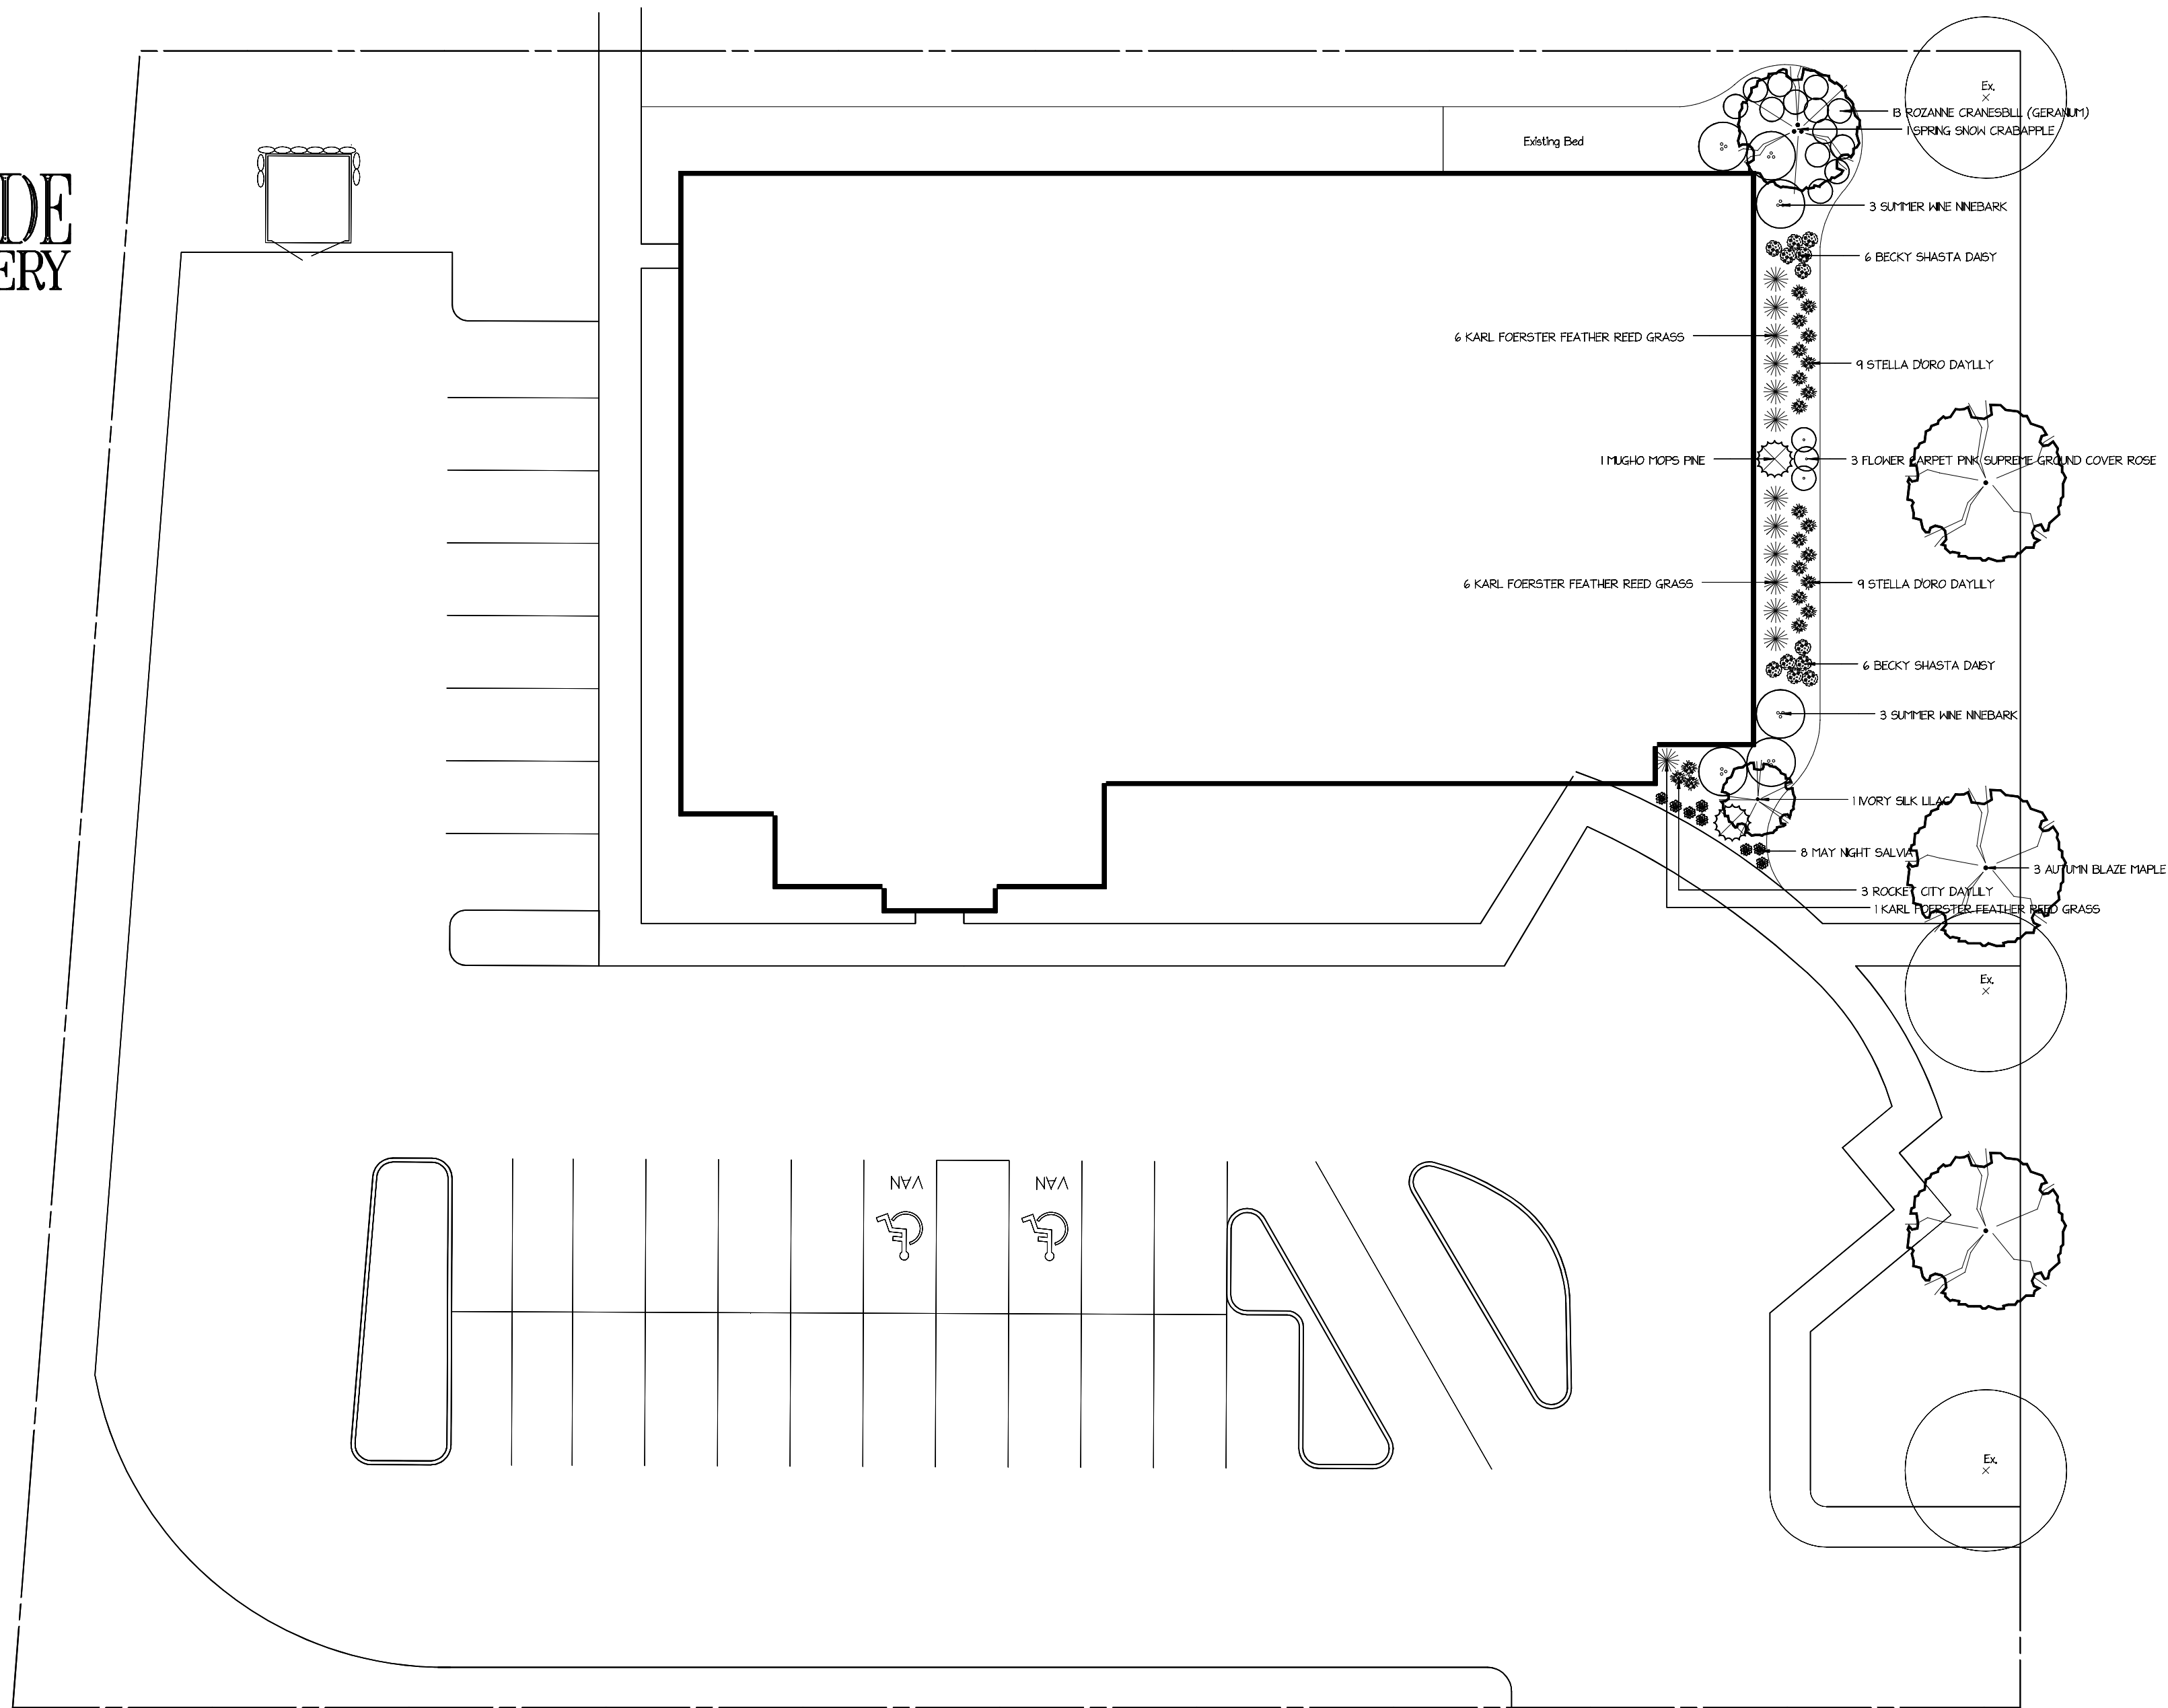 Ex.
13 ROZANNE CRANESBILL (GERANIUM)
1 SPRING SNOW CRABAPPLE
Existing Bed
DE
ERY
3 SUMMER WINE NINEBARK
6 BECKY SHASTA DAISY
6 KARL FOERSTER FEATHER REED GRASS
9 STELLA D'ORO DAYLILY
1 MUGHO MOPS PINE
3 FLOWER CARPET PINK SUPREME GROUND COVER ROSE
6 KARL FOERSTER FEATHER REED GRASS
9 STELLA D'ORO DAYLILY
6 BECKY SHASTA DAISY
3 SUMMER WINE NINEBARK
1 IVORY SILK LILAC
8 MAY NIGHT SALVIA
3 AUTUMN BLAZE MAPLE
3 ROCKET CITY DAYLILY
1 KARL FOERSTER FEATHER REED GRASS
Ex.
VAN
VAN
Ex.